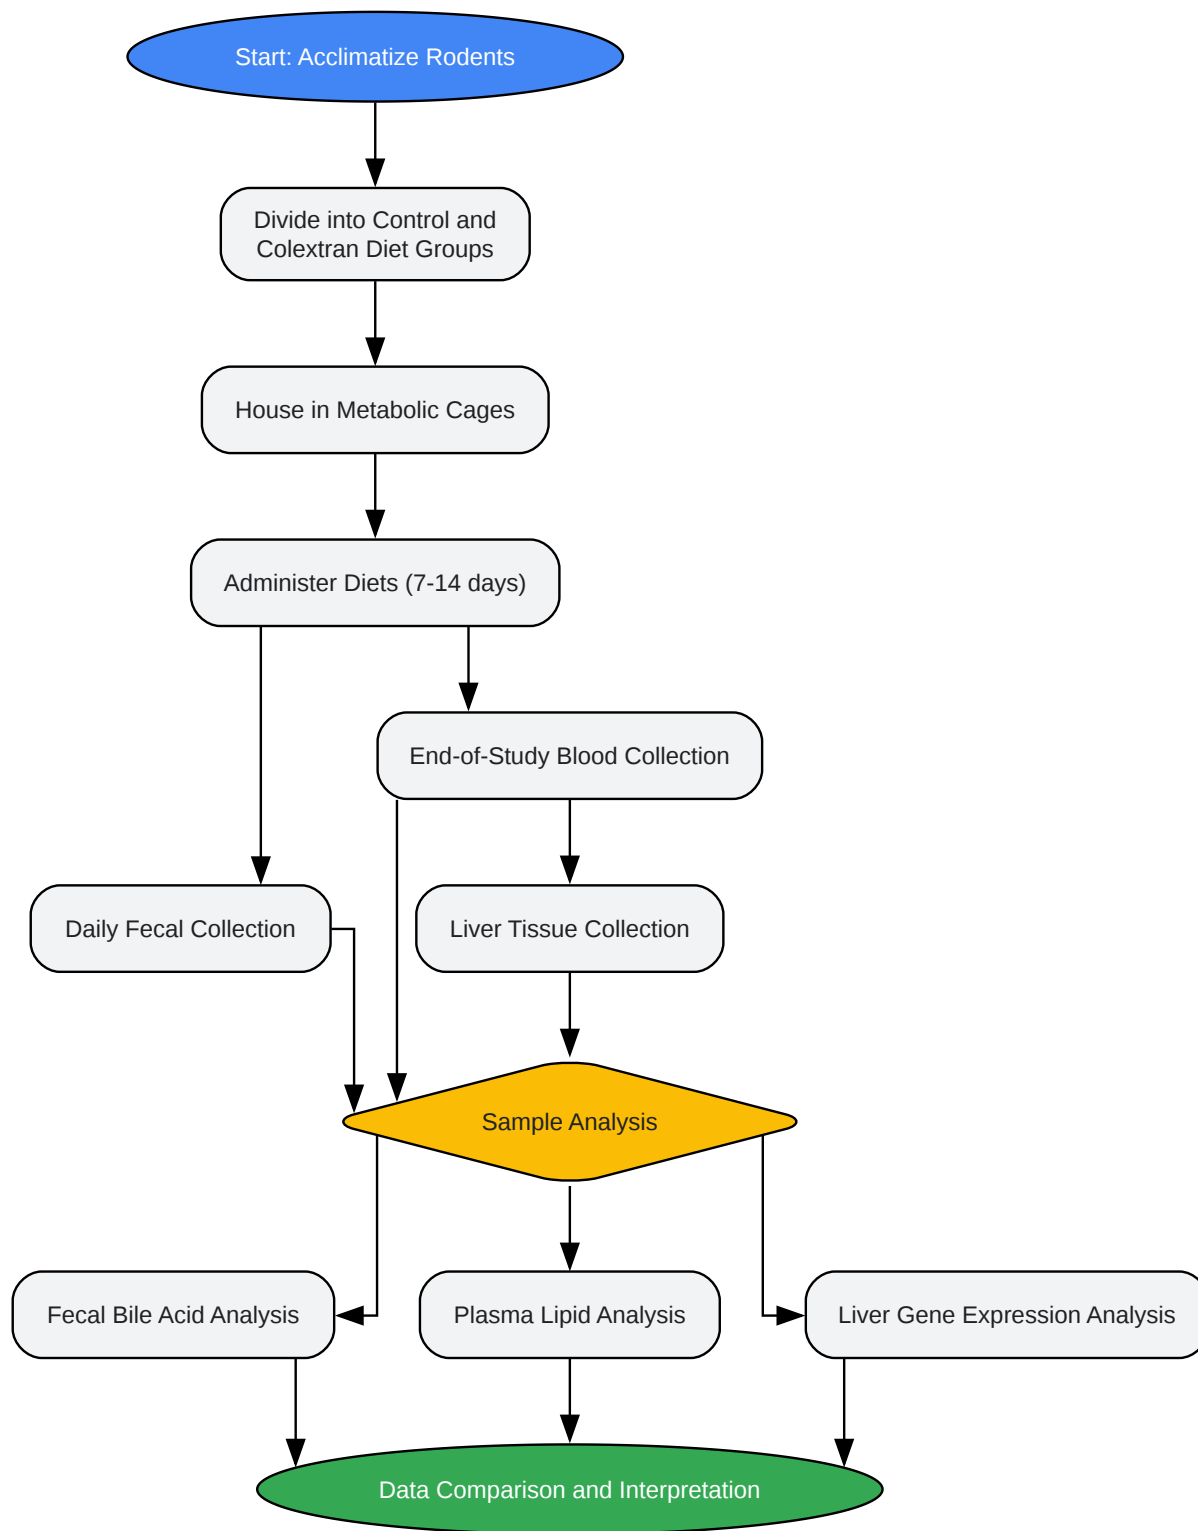 Start: Acclimatize Rodents
Divide into Control and
Colextran Diet Groups
House in Metabolic Cages
Administer Diets (7-14 days)
End-of-Study Blood Collection
Daily Fecal Collection
Liver Tissue Collection
Sample Analysis
Fecal Bile Acid Analysis
Plasma Lipid Analysis
Liver Gene Expression Analysis
Data Comparison and Interpretation